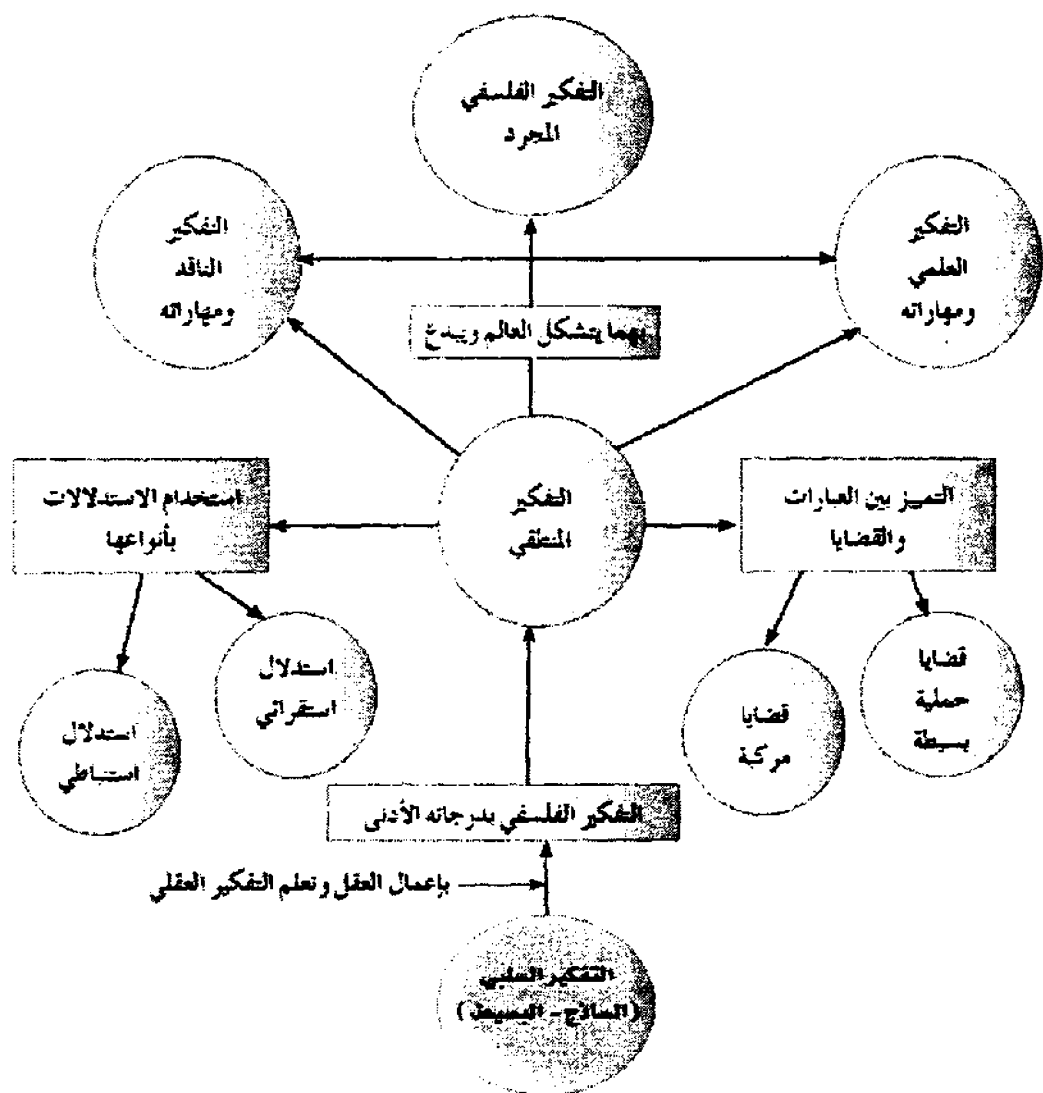 التفكير الفلسفي
المجرد
التفكير
العلمي
ومهاراته
التفكير
الناقد
ومهاراته
بهما يتشكل العالم ويبدع
التفكير
المنطقي
التمييز بين العبارات
والقضايا
استخدام الاستدلالات
بأنواعها
قضايا
حملية
بسيطة
قضايا
مركبة
استدلال
استقرائي
استدلال
استنباطي
التفكير الفلسفي بدرجاته الأدنى
بإعمال العقل وتعلم التفكير العقلي
التفكير السلبي
(الساذج - البسيط)